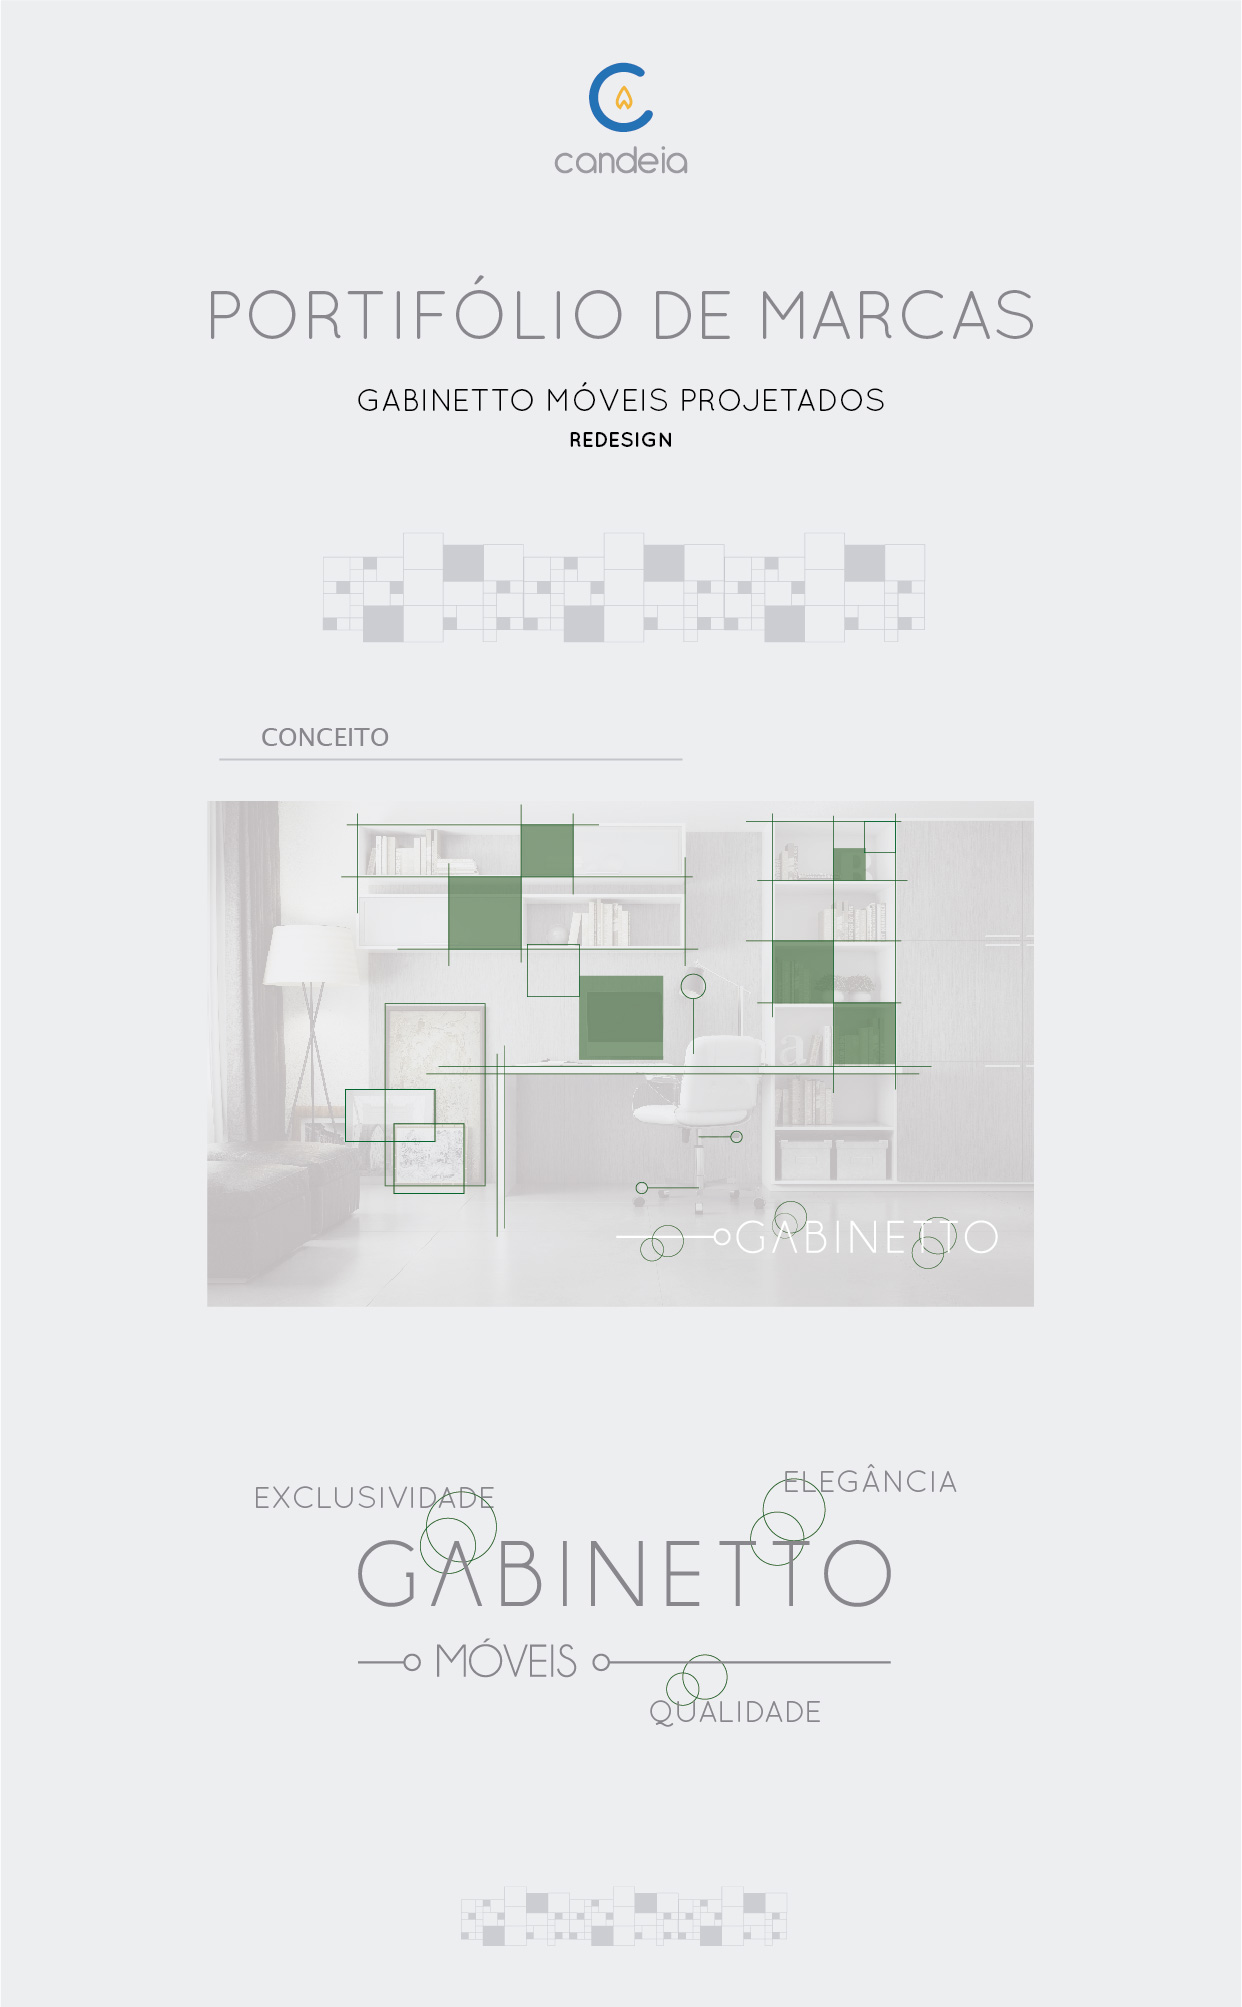 candeia
PORTIFÓLIO DE MARCAS
GABINETTO MÓVEIS PROJETADOS
REDESIGN
CONCEITO
a
GABINETTO
EXCLUSIVIDADE
ELEGÂNCIA
GABINETTO
MÓVEIS
QUALIDADE